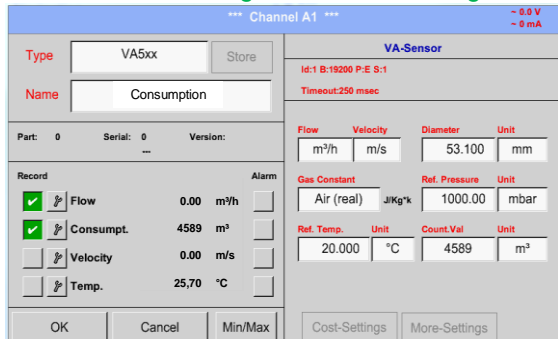 *** Channel A1 ***
~ 0.0 V
~ 0 mA
Type VA5xx Store
Name Consumption
Part: 0 Serial: 0 Version:
---
Record Alarm
Flow 0.00 m³/h
Consumpt. 4589 m³
Velocity 0.00 m/s
Temp. 25,70 °C
OK Cancel Min/Max
VA-Sensor
Id:1 B:19200 P:E S:1
Timeout:250 msec
Flow Velocity Diameter Unit
m³/h m/s 53.100 mm
Gas Constant Ref. Pressure Unit
Air (real) J/Kg*k 1000.00 mbar
Ref. Temp. Unit Count.Val Unit
20.000 °C 4589 m³
Cost-Settings More-Settings